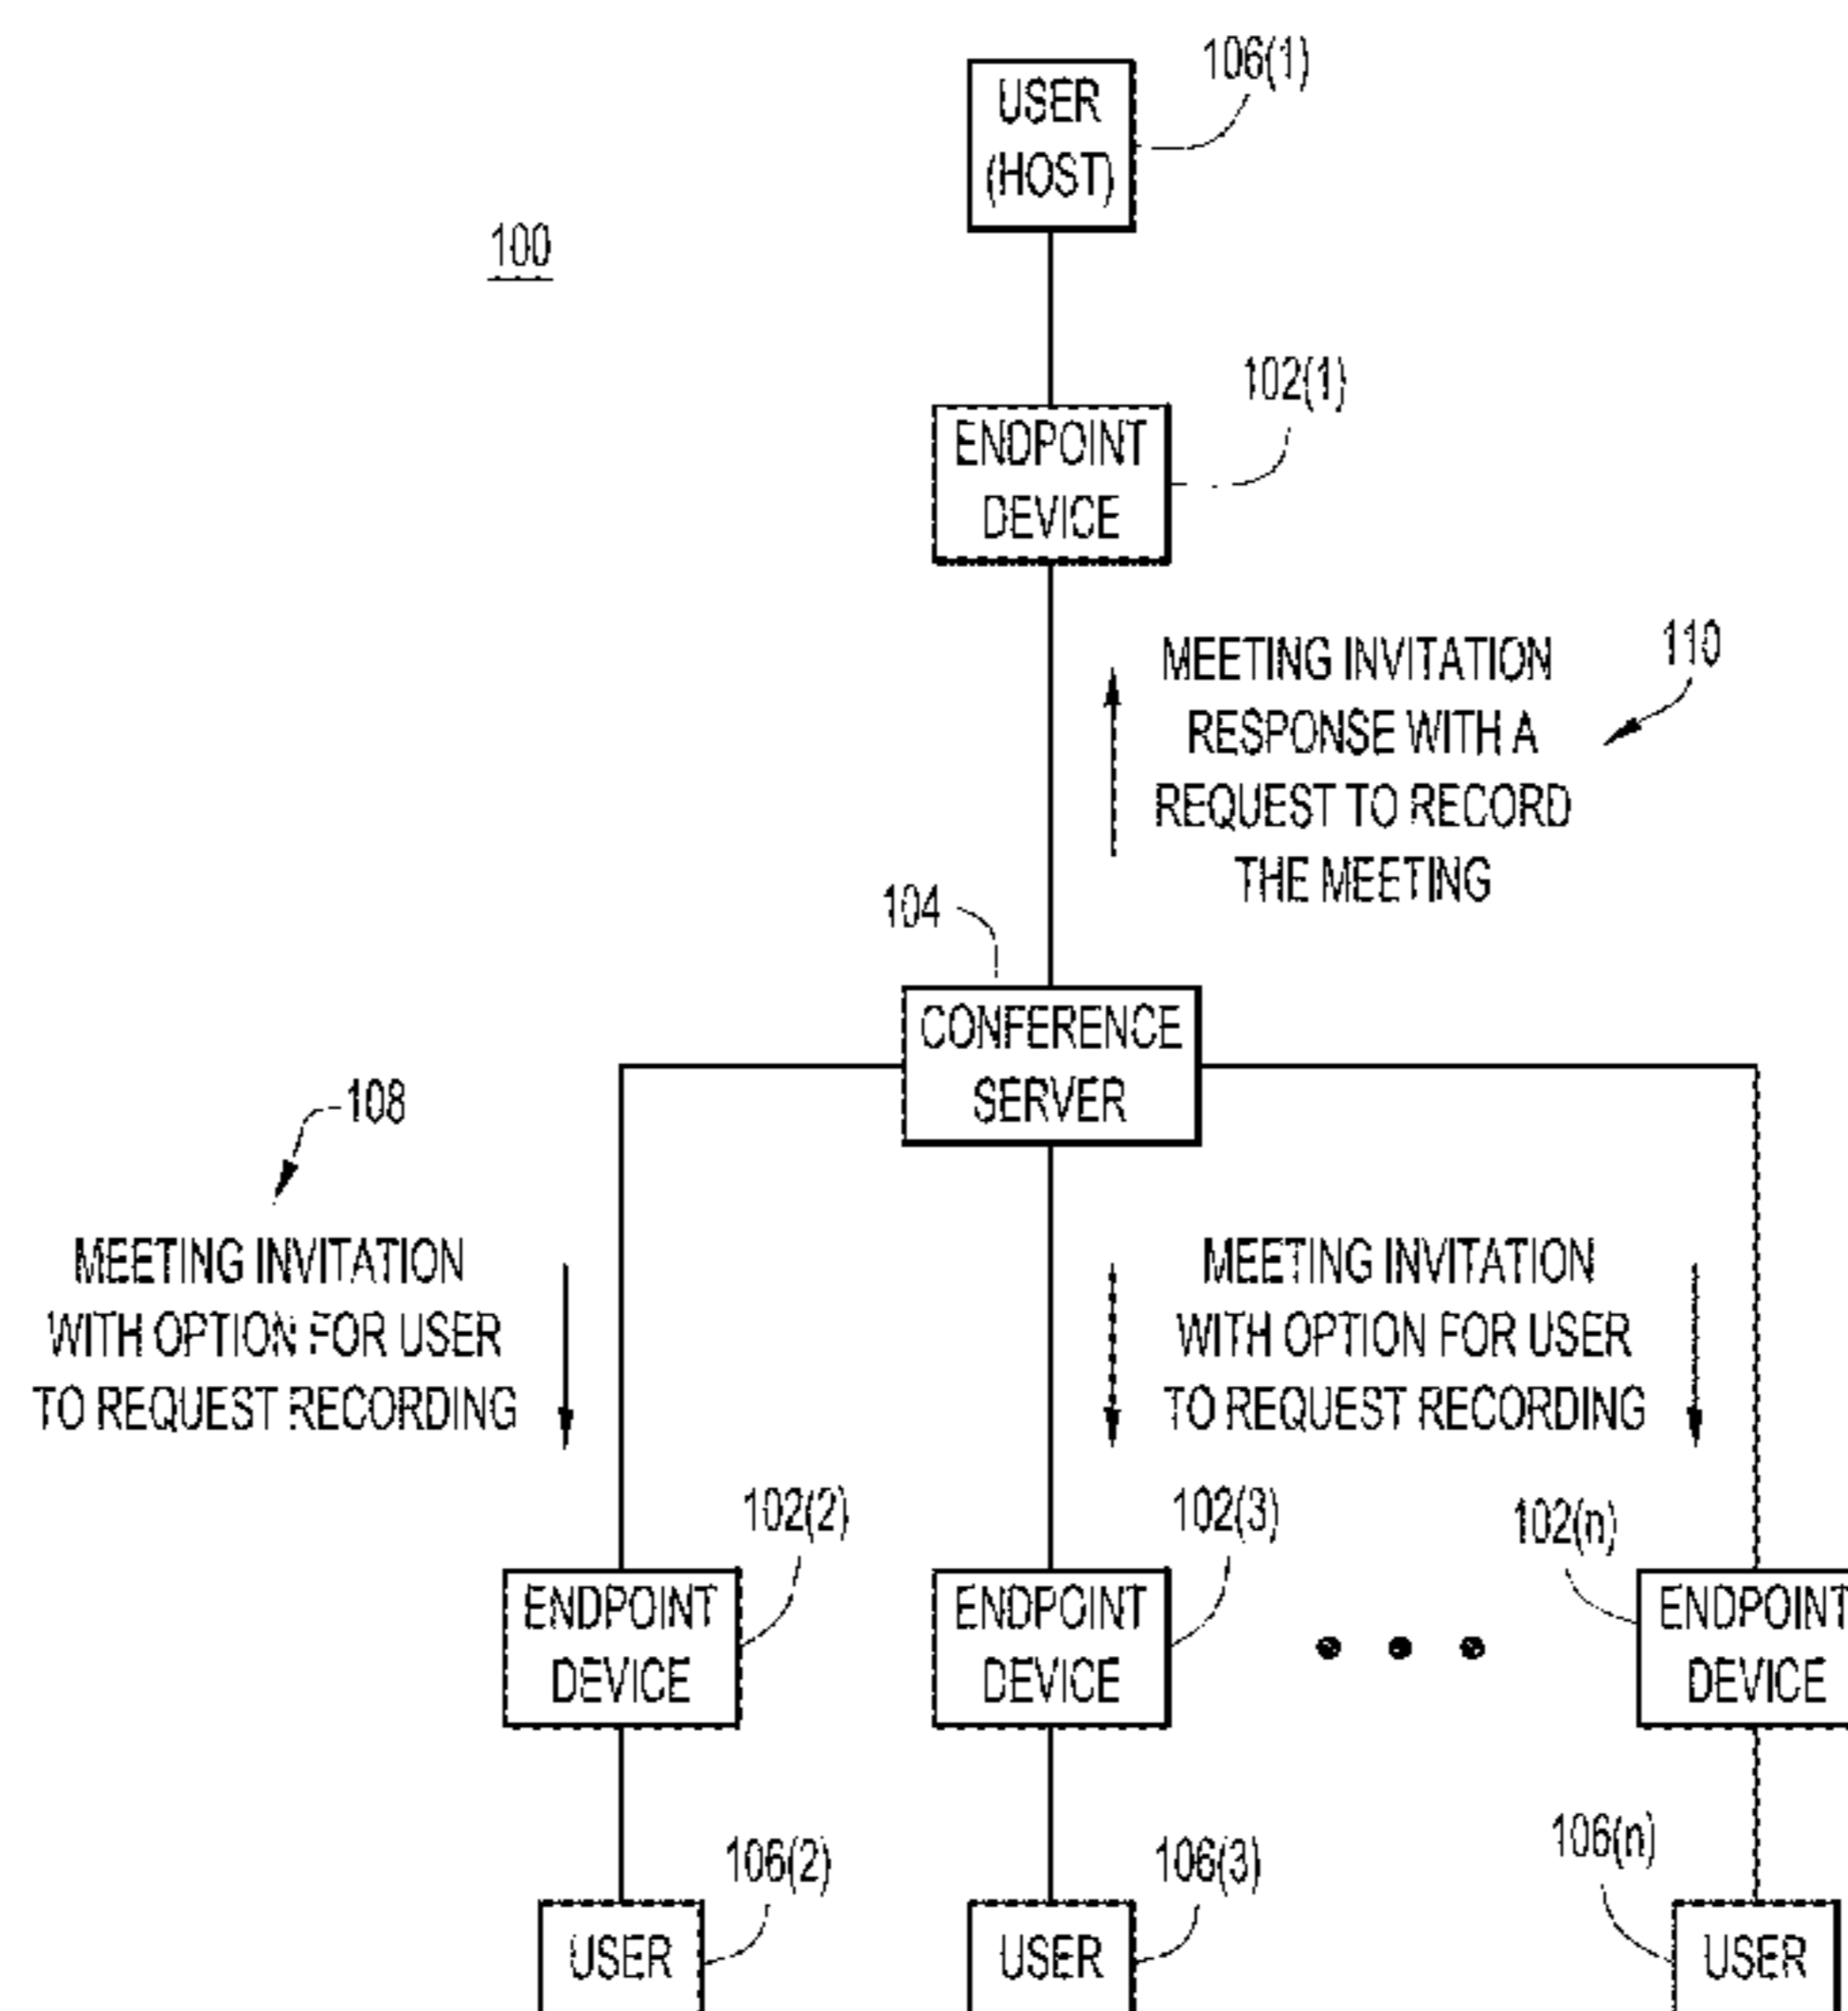 106(1)
USER
(HOST)
100
102(1)
ENDPOINT
DEVICE
110
MEETING INVITATION
RESPONSE WITH A
REQUEST TO RECORD
THE MEETING
104
CONFERENCE
SERVER
108
MEETING INVITATION
WITH OPTION FOR USER
TO REQUEST RECORDING
MEETING INVITATION
WITH OPTION FOR USER
TO REQUEST RECORDING
102(2)
102(3)
102(n)
ENDPOINT
DEVICE
ENDPOINT
DEVICE
ENDPOINT
DEVICE
106(2)
106(3)
106(n)
USER
USER
USER